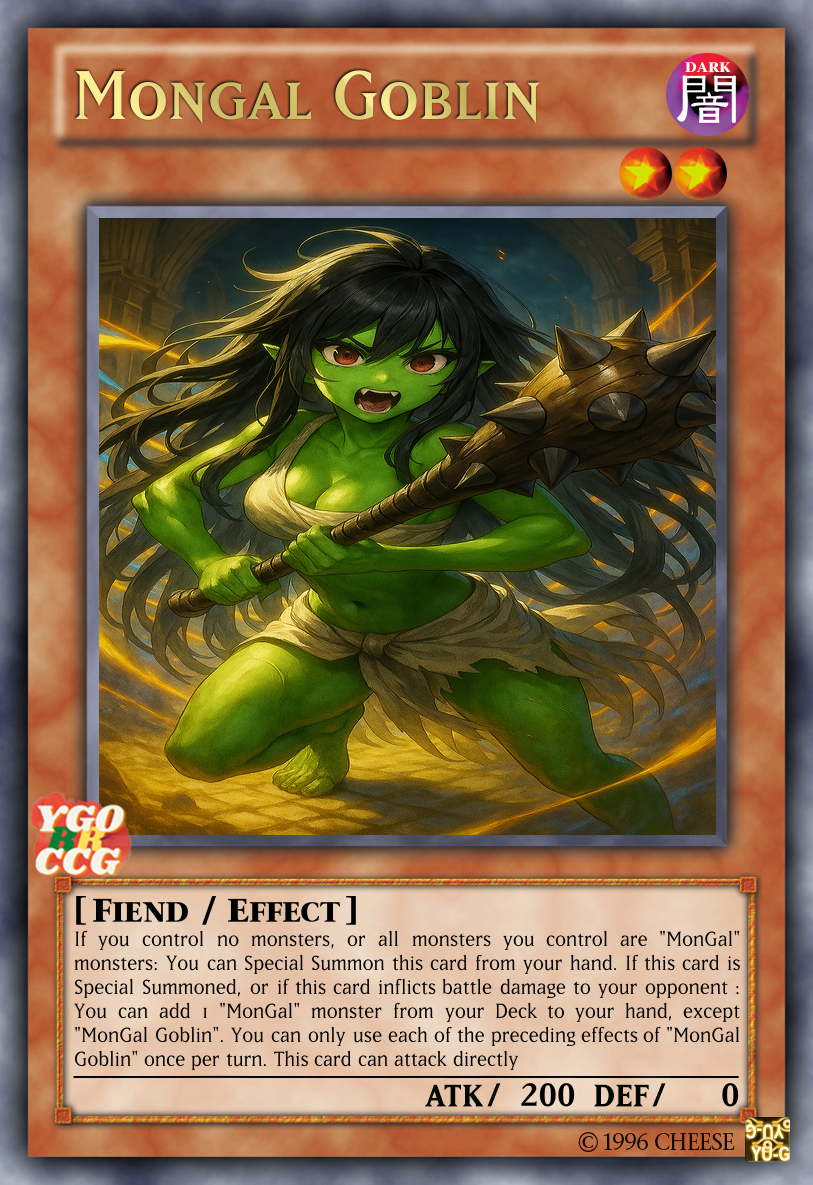 MONGAL GOBLIN
DARK
闇
YGO
RR
CCG
[ FIEND / EFFECT ]
If you control no monsters, or all monsters you control are "MonGal"
monsters: You can Special Summon this card from your hand. If this card is
Special Summoned, or if this card inflicts battle damage to your opponent :
You can add 1 "MonGal" monster from your Deck to your hand, except
"MonGal Goblin". You can only use each of the preceding effects of "MonGal
Goblin" once per turn. This card can attack directly
ATK/ 200 DEF/ 0
© 1996 CHEESE